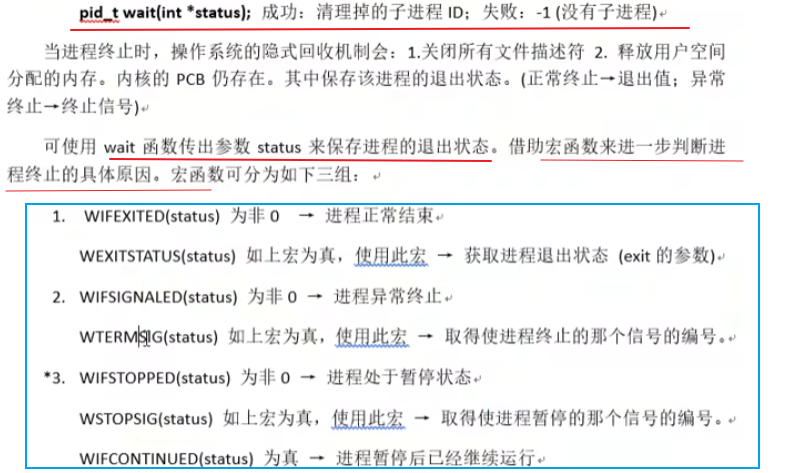 pid_t wait(int *status); 成功：清理掉的子进程 ID；失败：-1 (没有子进程)
当进程终止时，操作系统的隐式回收机制会：1.关闭所有文件描述符 2. 释放用户空间
分配的内存。内核的 PCB 仍存在。其中保存该进程的退出状态。(正常终止→退出值；异常
终止→终止信号)
可使用 wait 函数传出参数 status 来保存进程的退出状态。借助宏函数来进一步判断进
程终止的具体原因。宏函数可分为如下三组：
1. WIFEXITED(status) 为非 0 → 进程正常结束
WEXITSTATUS(status) 如上宏为真，使用此宏 → 获取进程退出状态 (exit 的参数)
2. WIFSIGNALED(status) 为非 0 → 进程异常终止
WTERMSIG(status) 如上宏为真，使用此宏 → 取得使进程终止的那个信号的编号。
*3. WIFSTOPPED(status) 为非 0 → 进程处于暂停状态
WSTOPSIG(status) 如上宏为真，使用此宏 → 取得使进程暂停的那个信号的编号。
WIFCONTINUED(status) 为真 → 进程暂停后已经继续运行